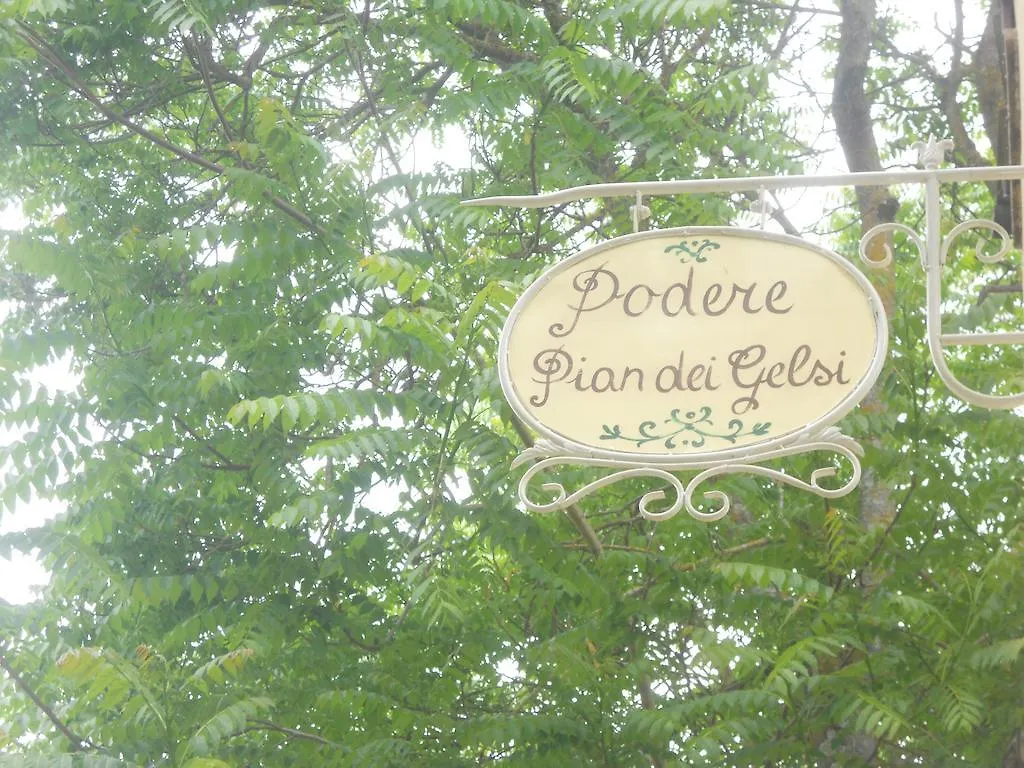 Podere
Pian dei Gelsi